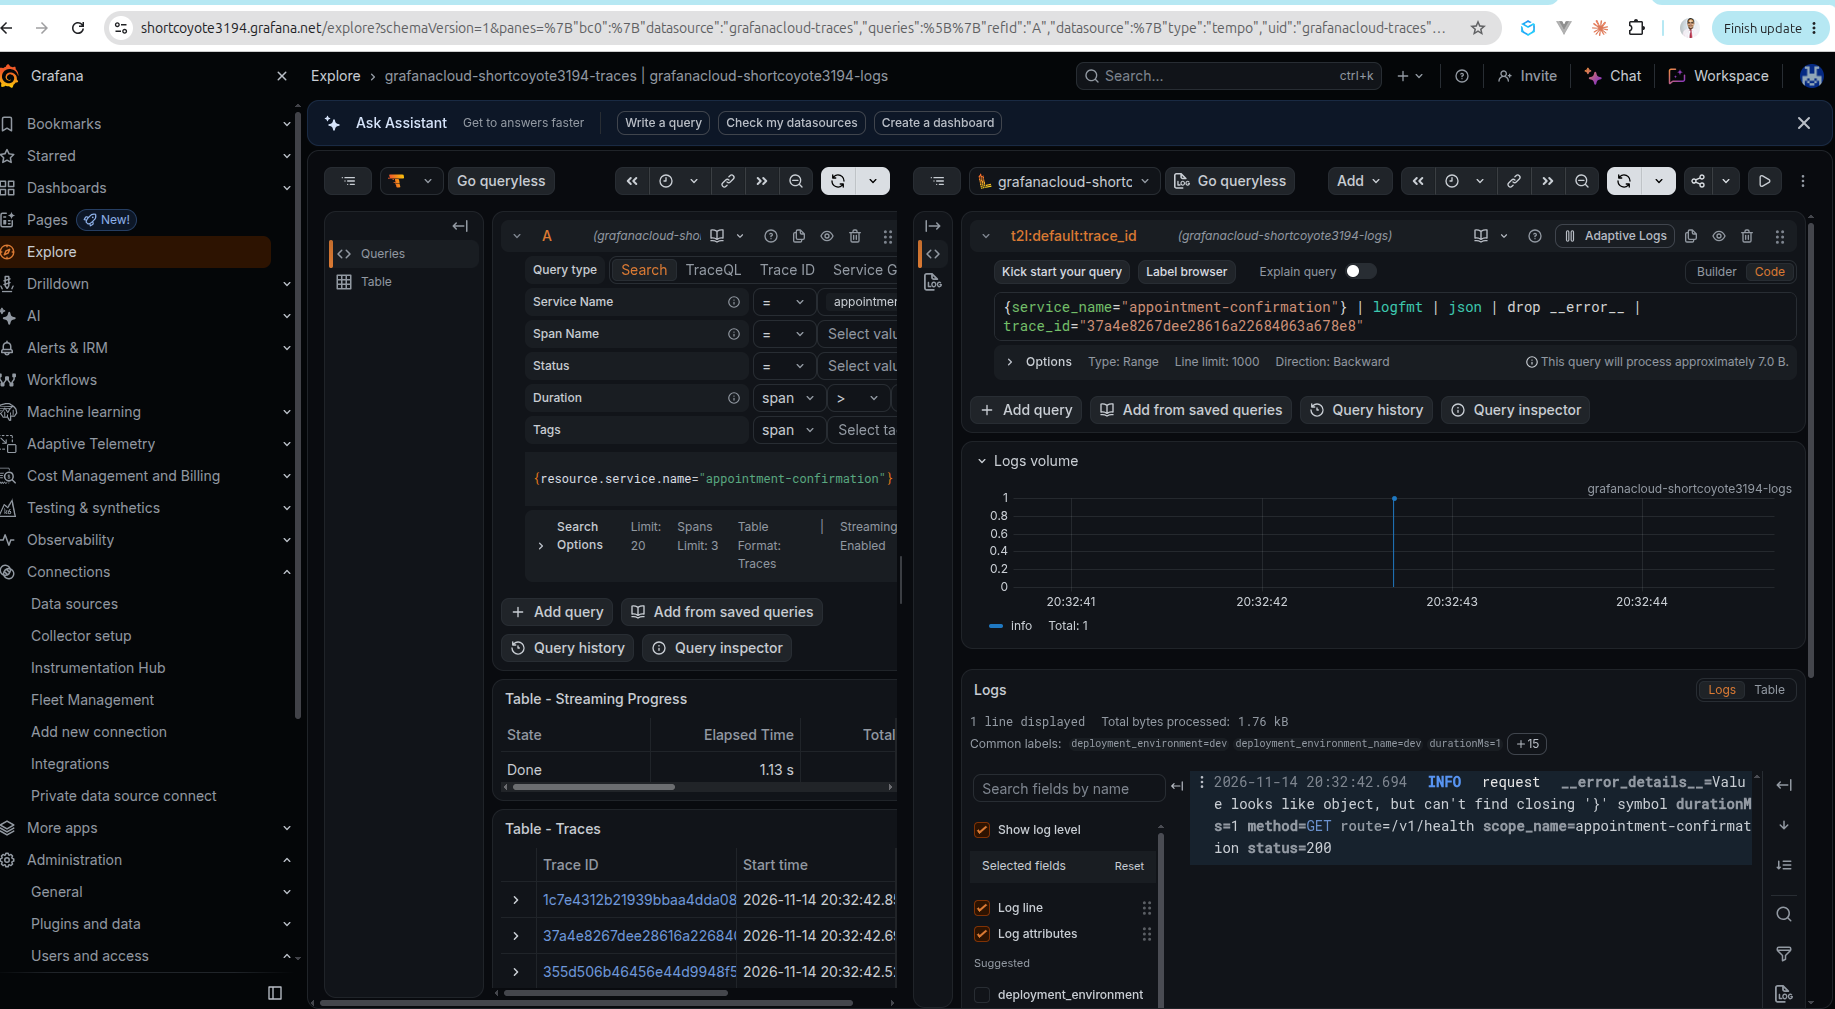 shortcoyote3194.grafana.net/explore?schemaVersion=1&panes=%7B"bc0":%7B"datasource":"grafanacloud-traces","queries":%5B%7B"refId":"A","datasource":%7B"type":"tempo","uid":"grafanacloud-traces"...
Finish update
Grafana
Explore › grafanacloud-shortcoyote3194-traces | grafanacloud-shortcoyote3194-logs
Search...
ctrl+k
Invite
Chat
Workspace
Bookmarks
Starred
Dashboards
Pages
New!
Explore
Drilldown
AI
Alerts & IRM
Workflows
Machine learning
Adaptive Telemetry
Cost Management and Billing
Testing & synthetics
Observability
Connections
Data sources
Collector setup
Instrumentation Hub
Fleet Management
Add new connection
Integrations
Private data source connect
More apps
Administration
General
Plugins and data
Users and access
Ask Assistant
Get to answers faster
Write a query
Check my datasources
Create a dashboard
Go queryless
Queries
Table
A
(grafanacloud-sho
Query type
Search
TraceQL
Trace ID
Service G
Service Name
=
appointmen
Span Name
=
Select valu
Status
=
Select valu
Duration
span
>
Tags
span
Select ta
{resource.service.name="appointment-confirmation"}
Search Options
Limit: 20
Spans Limit: 3
Table Format: Traces
|
Streaming Enabled
+ Add query
Add from saved queries
Query history
Query inspector
Table - Streaming Progress
State
Elapsed Time
Total
Done
1.13 s
Table - Traces
Trace ID
Start time
1c7e4312b21939bbaa4dda08
2026-11-14 20:32:42.8
37a4e8267dee28616a22684
2026-11-14 20:32:42.6
355d506b46456e44d9948f5
2026-11-14 20:32:42.5
grafanacloud-shortc
LOG
Go queryless
Add
LOG
t2l:default:trace_id
(grafanacloud-shortcoyote3194-logs)
Adaptive Logs
Kick start your query
Label browser
Explain query
Builder
Code
{service_name="appointment-confirmation"} | logfmt | json | drop __error__ |
trace_id="37a4e8267dee28616a22684063a678e8"
Options
Type: Range
Line limit: 1000
Direction: Backward
This query will process approximately 7.0 B.
+ Add query
Add from saved queries
Query history
Query inspector
Logs volume
grafanacloud-shortcoyote3194-logs
1
0.8
0.6
0.4
0.2
0
20:32:41
20:32:42
20:32:43
20:32:44
info
Total: 1
Logs
Logs
Table
1 line displayed
Total bytes processed: 1.76 kB
Common labels:
deployment_environment=dev
deployment_environment_name=dev
durationMs=1
+15
Search fields by name
Show log level
Selected fields
Reset
Log line
Log attributes
Suggested
deployment_environment
2026-11-14 20:32:42.694 INFO request __error_details__=Valu
e looks like object, but can't find closing '}' symbol durationM
s=1 method=GET route=/v1/health scope_name=appointment-confirmat
ion status=200
LOG